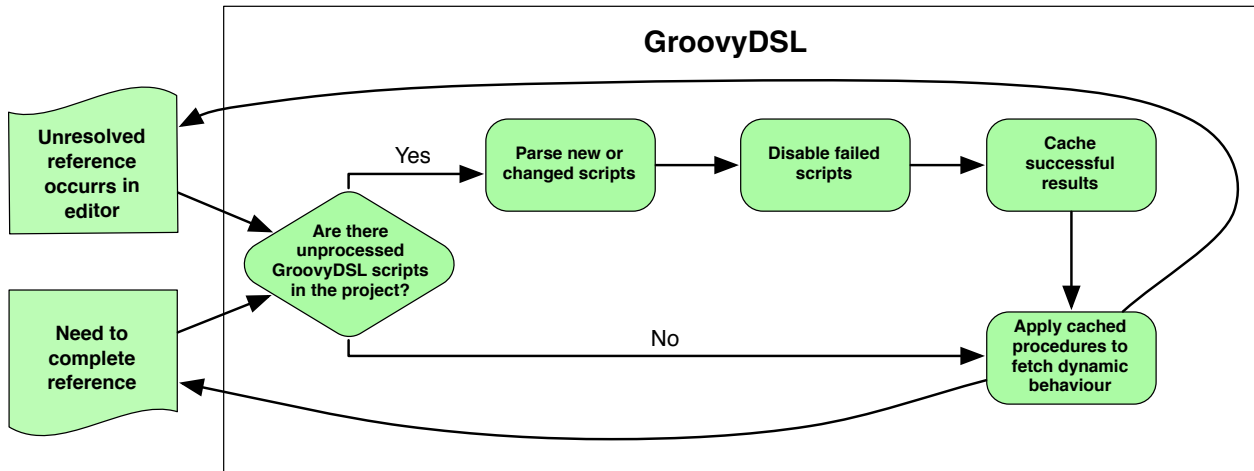 GroovyDSL
Unresolved
reference
occurrs in
editor
Yes
Parse new or
changed scripts
Disable failed
scripts
Cache
successful
results
Are there
unprocessed
GroovyDSL scripts
in the project?
Need to
complete
reference
No
Apply cached
procedures to
fetch dynamic
behaviour